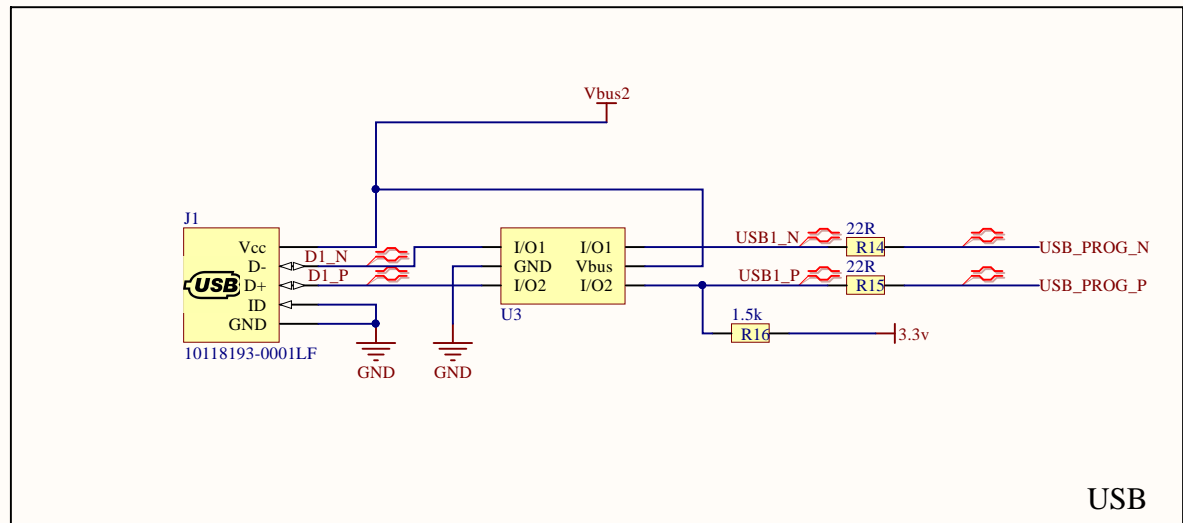 Vbus2
J1
Vcc
D-
D+
ID
GND
USB
10118193-0001LF
D1_N
D1_P
GND
GND
I/O1
GND
I/O2
I/O1
Vbus
I/O2
U3
USB1_N
22R
R14
USB_PROG_N
USB1_P
22R
R15
USB_PROG_P
1.5k
R16
3.3v
USB